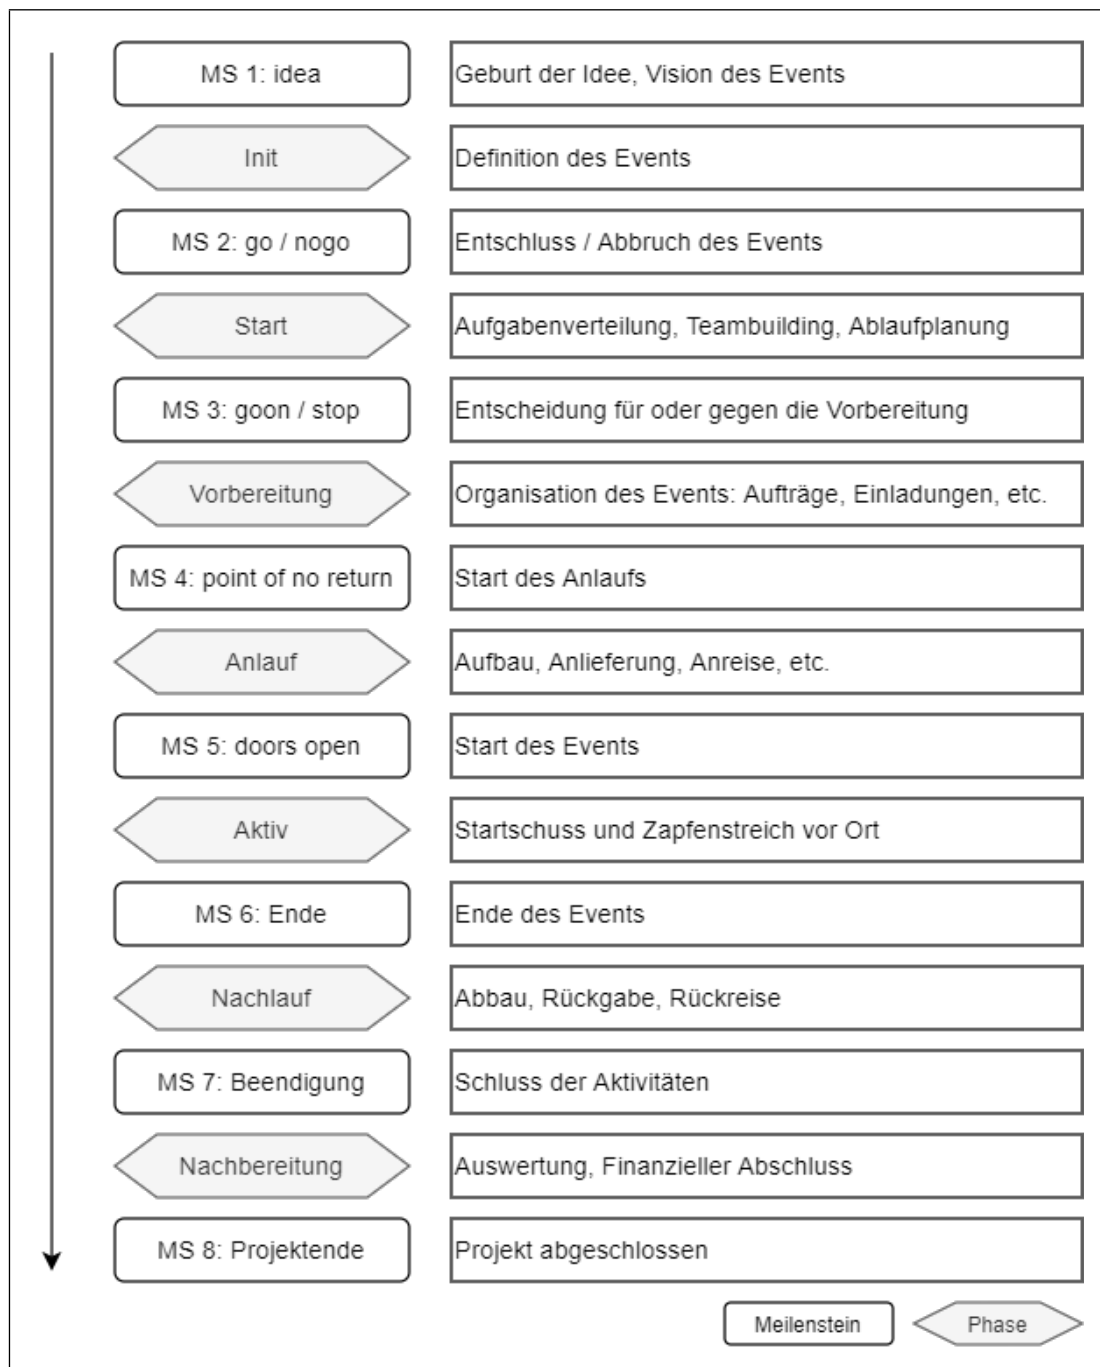 MS 1: idea
Geburt der Idee, Vision des Events
Init
Definition des Events
MS 2: go / nogo
Entschluss / Abbruch des Events
Start
Aufgabenverteilung, Teambuilding, Ablaufplanung
MS 3: goon / stop
Entscheidung für oder gegen die Vorbereitung
Vorbereitung
Organisation des Events: Aufträge, Einladungen, etc.
MS 4: point of no return
Start des Anlaufs
Anlauf
Aufbau, Anlieferung, Anreise, etc.
MS 5: doors open
Start des Events
Aktiv
Startschuss und Zapfenstreich vor Ort
MS 6: Ende
Ende des Events
Nachlauf
Abbau, Rückgabe, Rückreise
MS 7: Beendigung
Schluss der Aktivitäten
Nachbereitung
Auswertung, Finanzieller Abschluss
MS 8: Projektende
Projekt abgeschlossen
Meilenstein
Phase